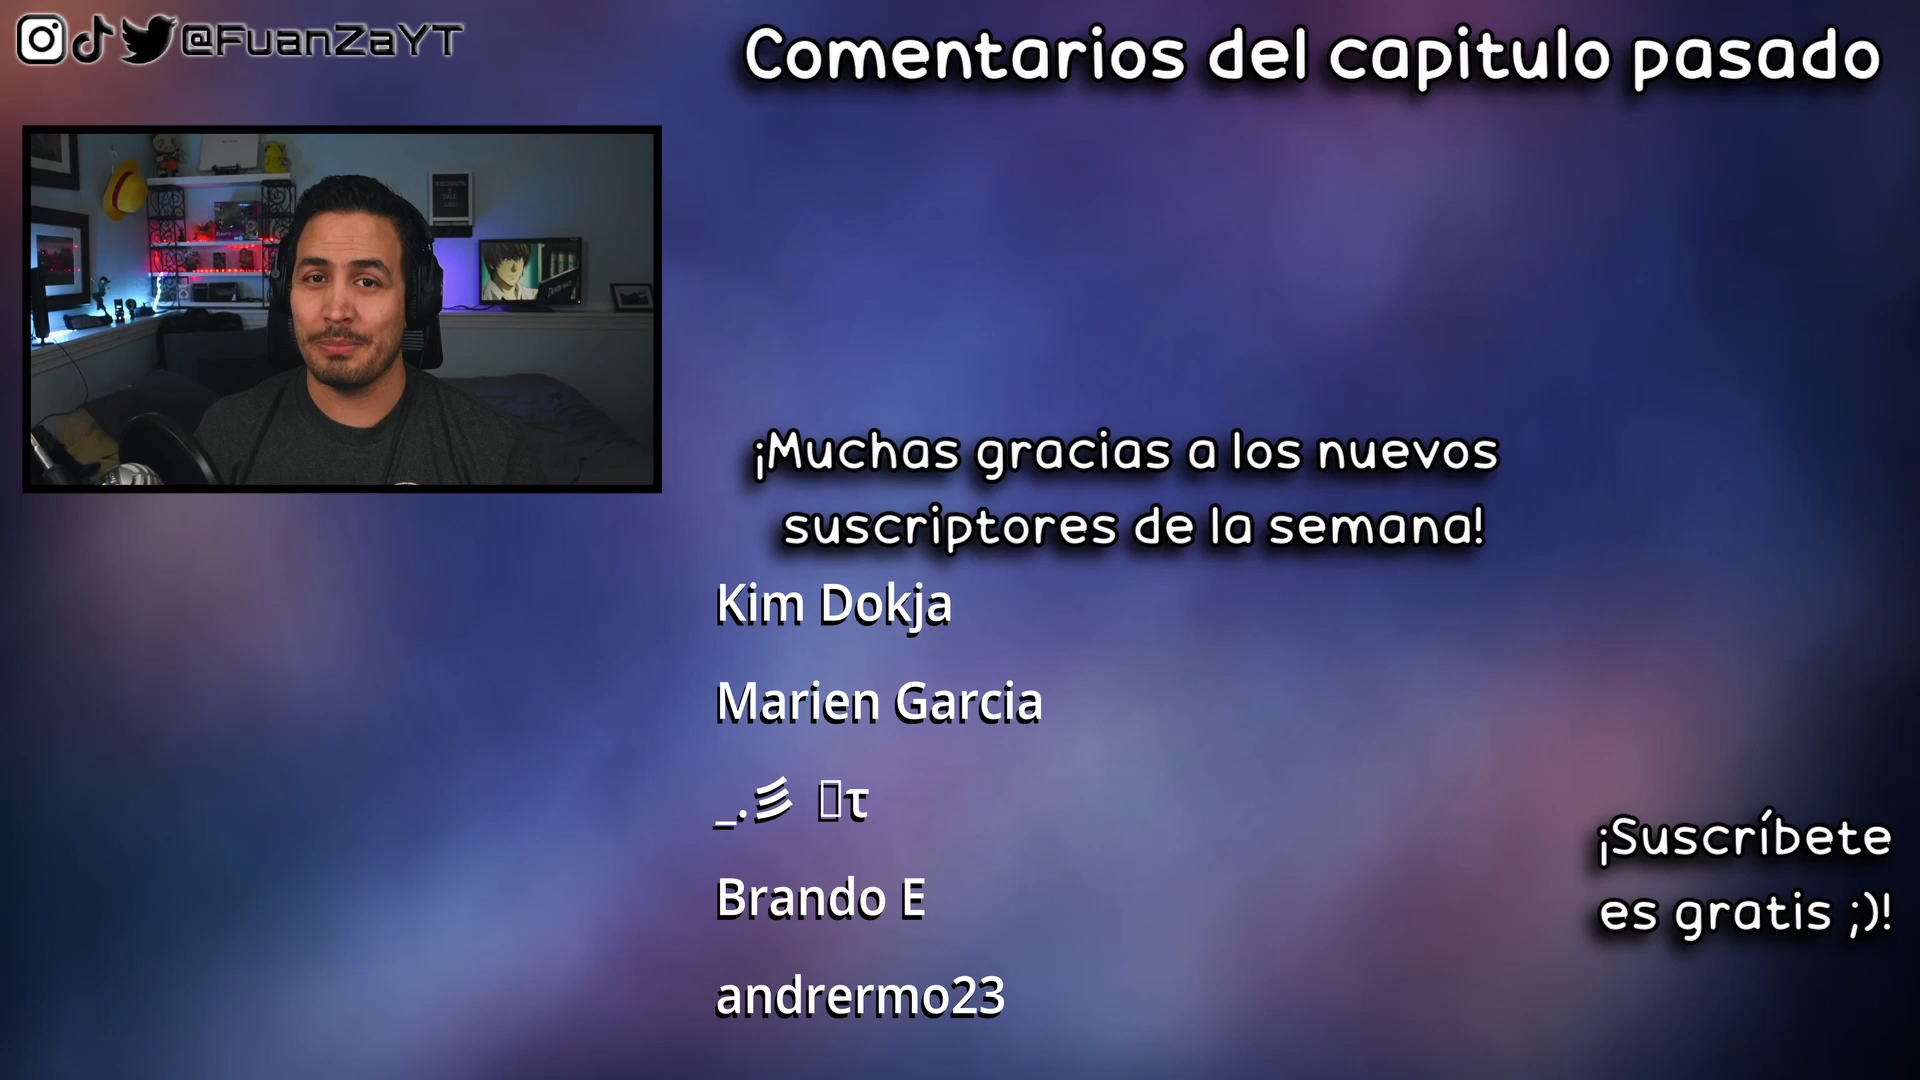 @FuanZaYT
Comentarios del capitulo pasado
¡Muchas gracias a los nuevos
suscriptores de la semana!
Kim Dokja
Marien Garcia
_.彡 τ
Brando E
andrermo23
¡Suscríbete
es gratis ;)!